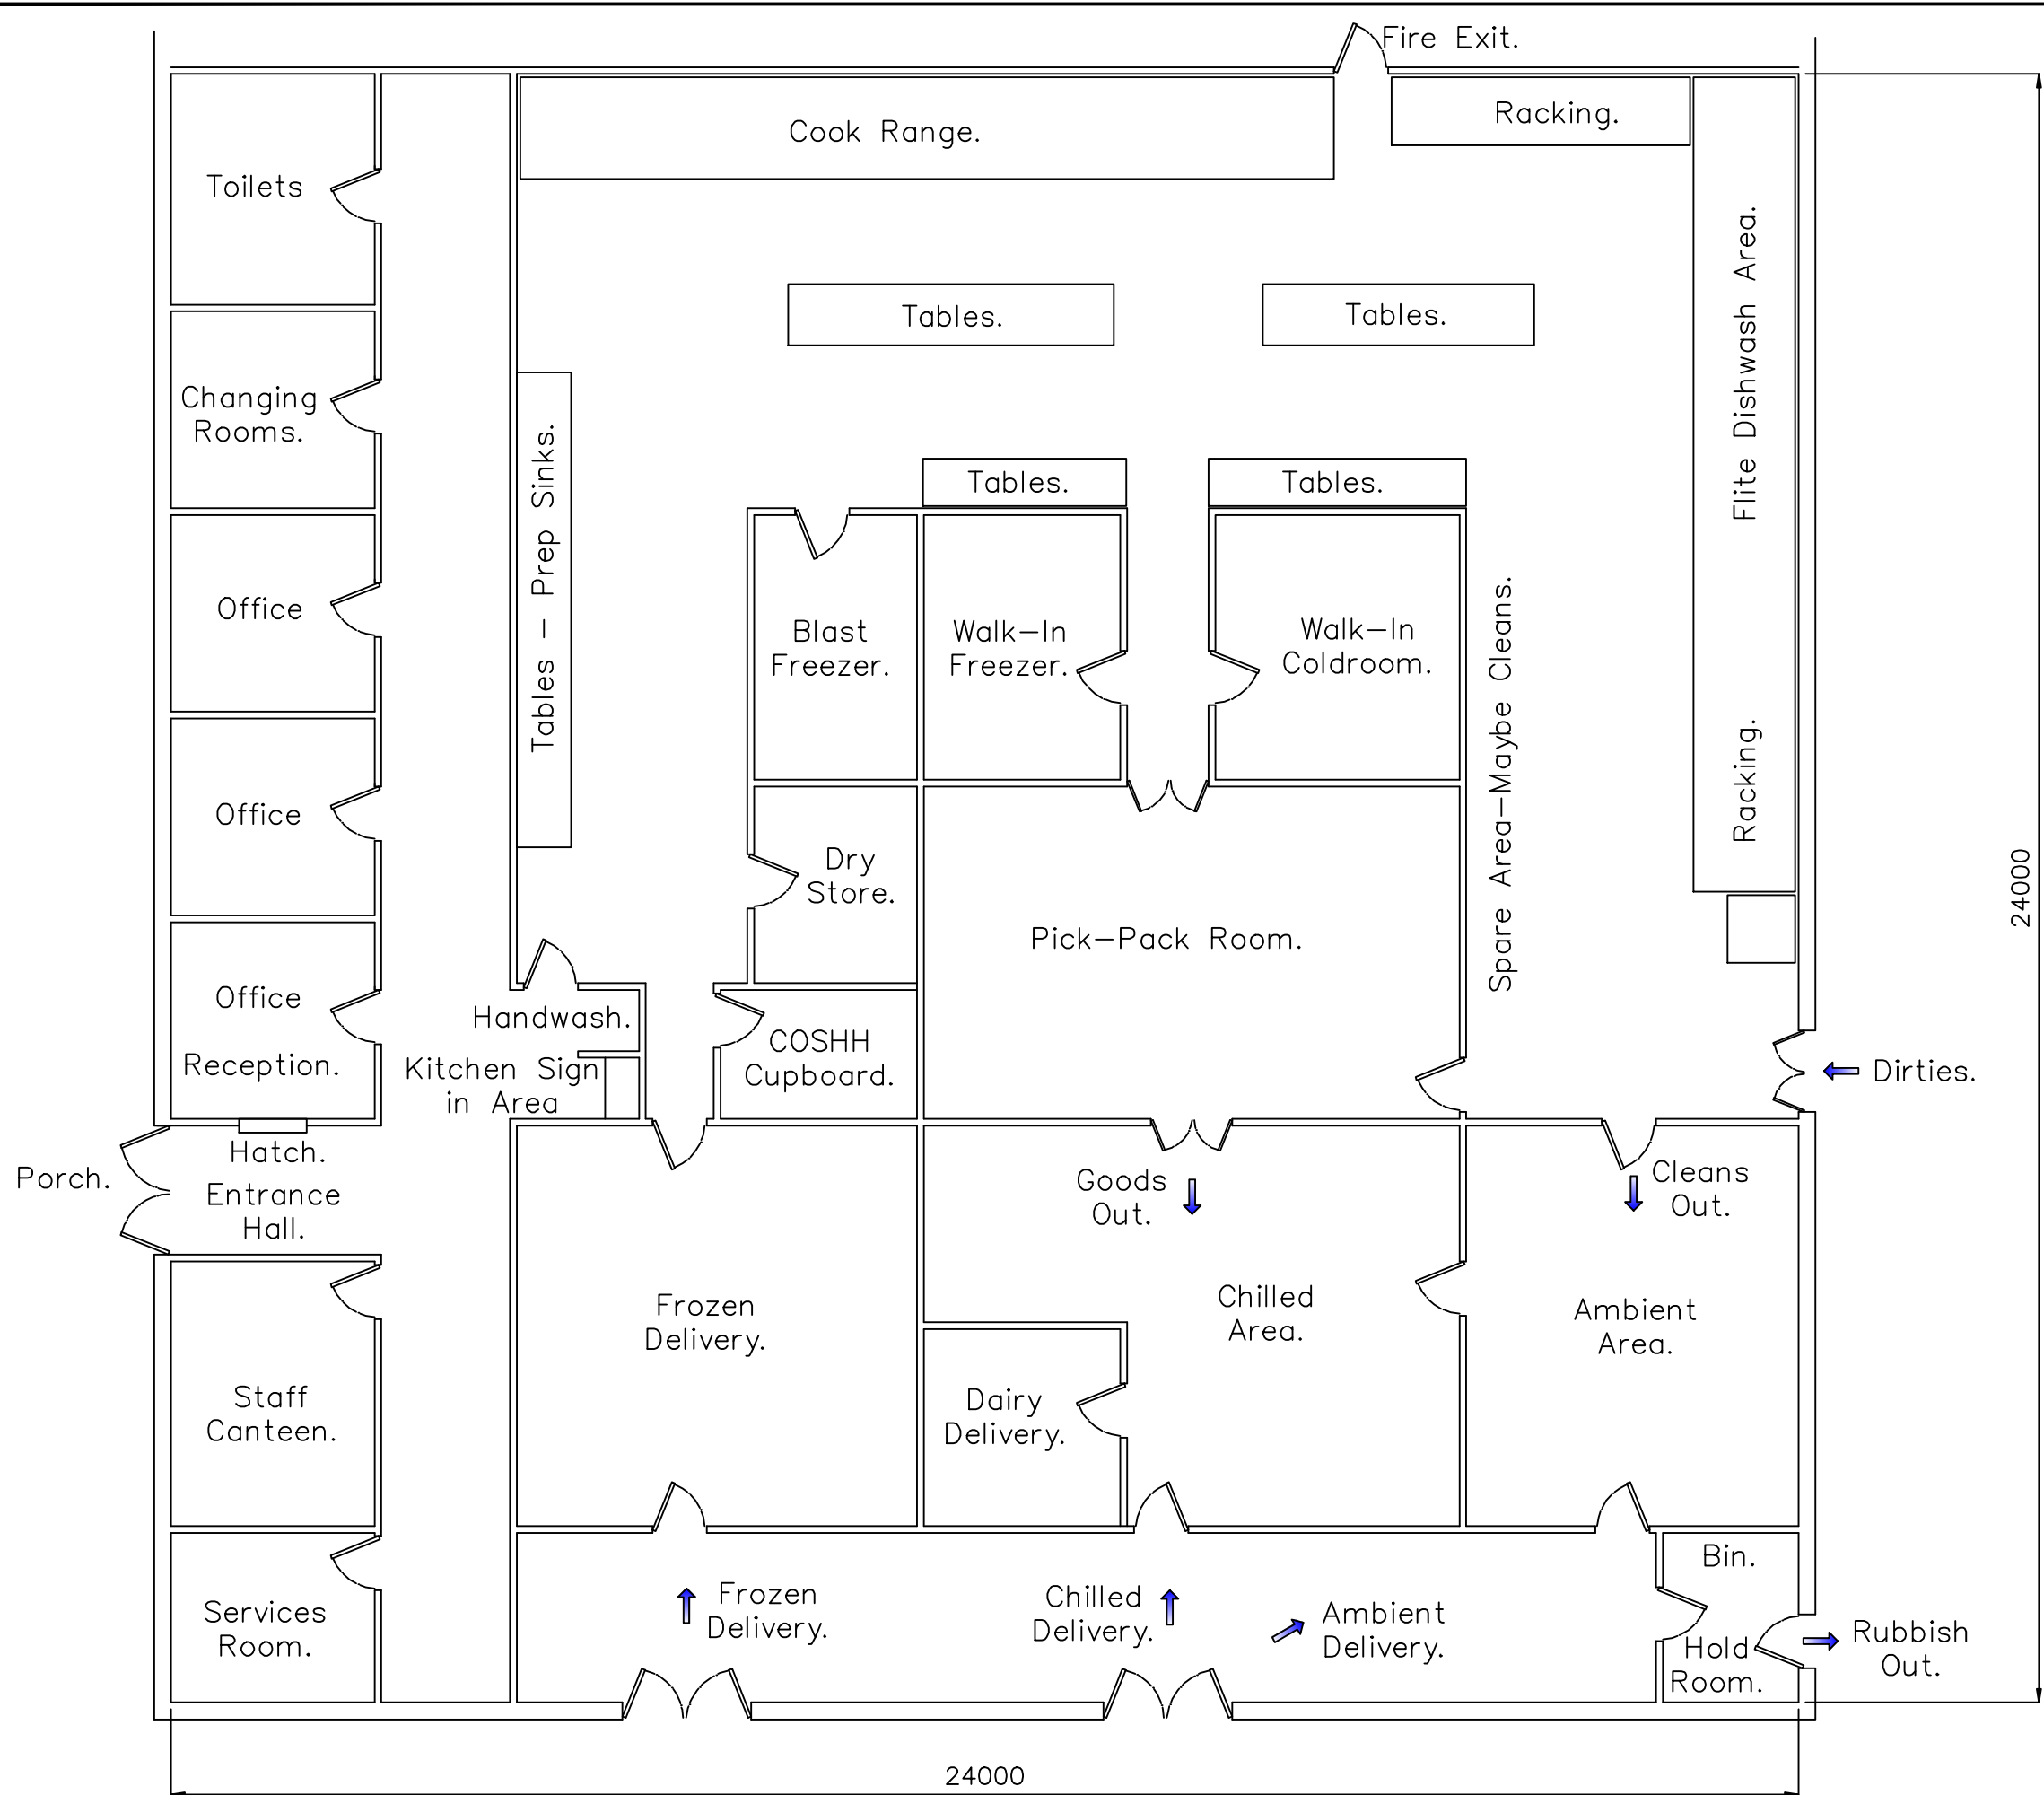 Fire Exit.
Cook Range.
Racking.
Toilets
Flite Dishwash Area.
Tables.
Tables.
Changing
Rooms.
Tables – Prep Sinks.
Tables.
Tables.
Office
Blast
Freezer.
Walk–In
Freezer.
Walk–In
Coldroom.
Spare Area–Maybe Cleans.
Racking.
Office
Dry
Store.
Pick–Pack Room.
24000
Office
Reception.
Handwash.
Kitchen Sign
in Area
COSHH
Cupboard.
Dirties.
Hatch.
Porch.
Entrance
Hall.
Goods
Out.
Cleans
Out.
Frozen
Delivery.
Chilled
Area.
Ambient
Area.
Staff
Canteen.
Dairy
Delivery.
Bin.
Services
Room.
Frozen
Delivery.
Chilled
Delivery.
Ambient
Delivery.
Hold
Room.
Rubbish
Out.
24000